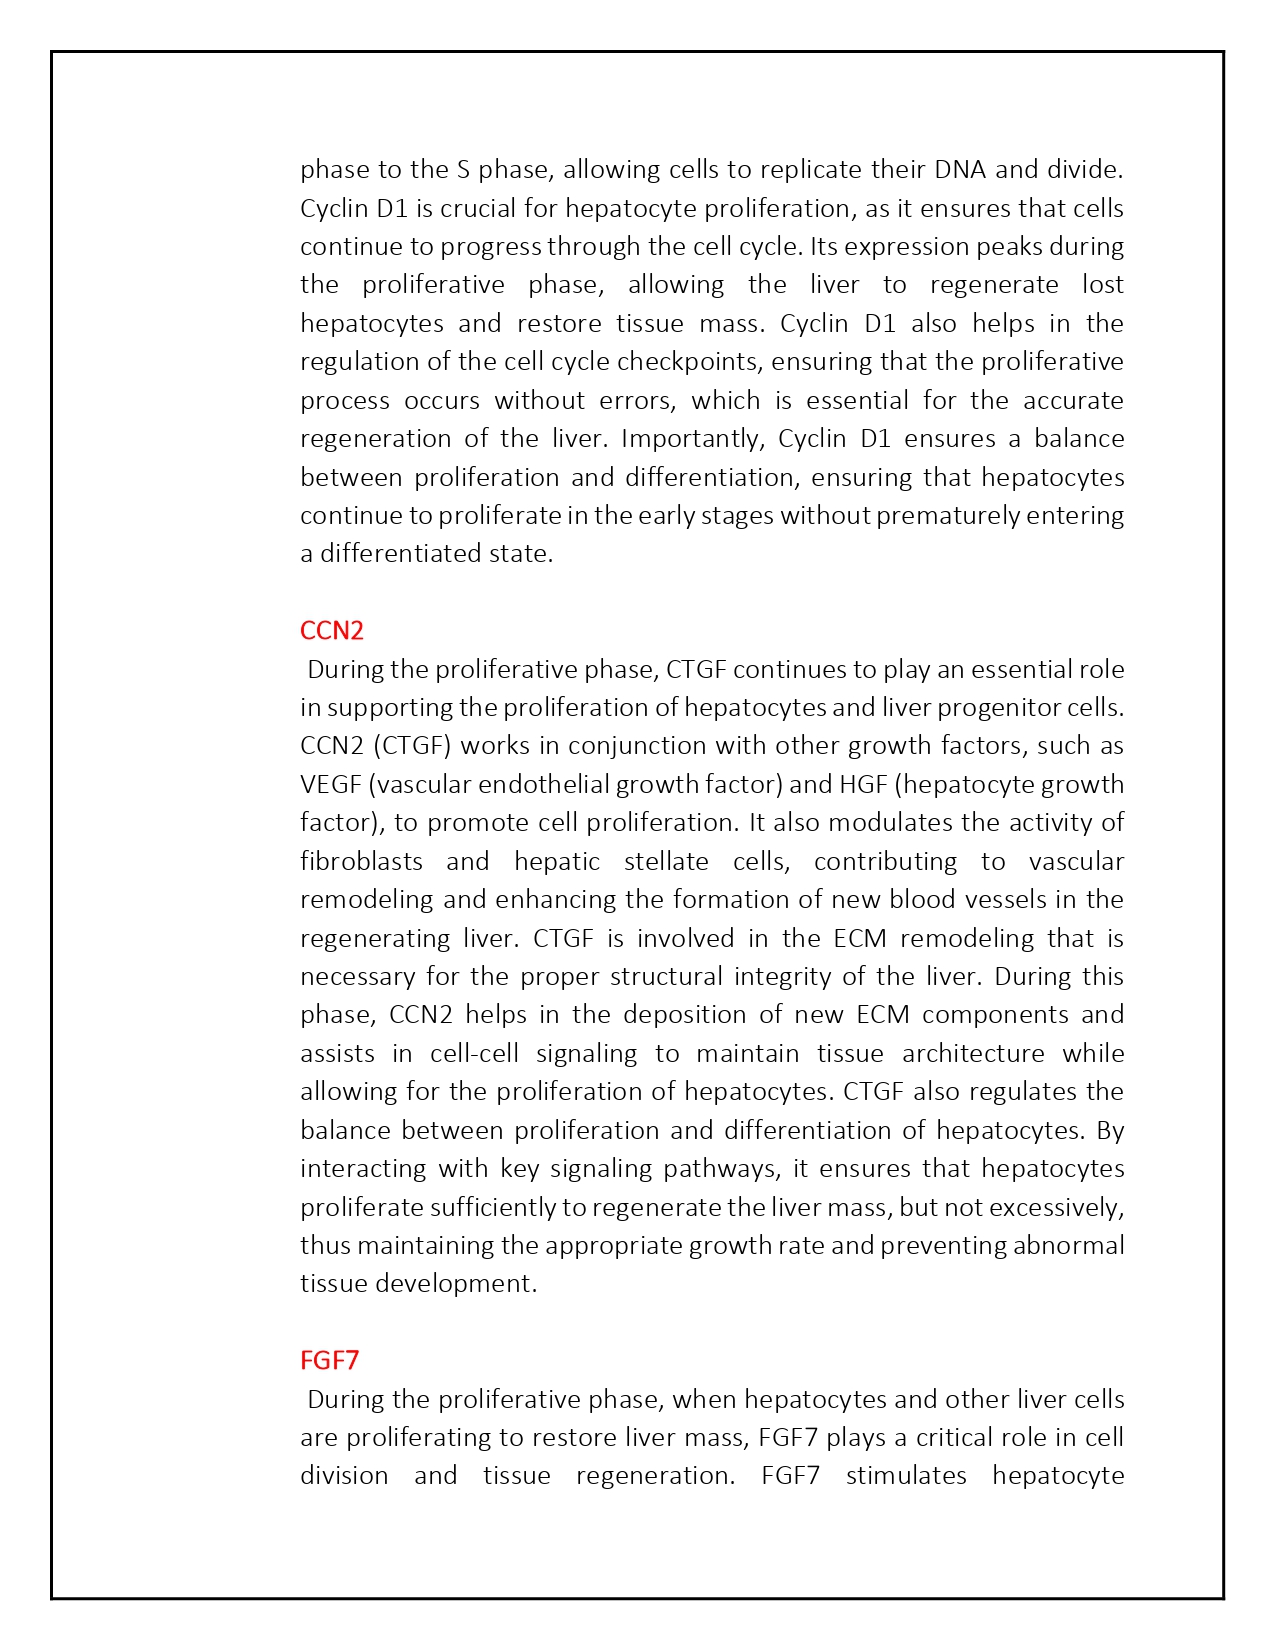 phase to the S phase, allowing cells to replicate their DNA and divide.
Cyclin D1 is crucial for hepatocyte proliferation, as it ensures that cells
continue to progress through the cell cycle. Its expression peaks during
the proliferative phase, allowing the liver to regenerate lost
hepatocytes and restore tissue mass. Cyclin D1 also helps in the
regulation of the cell cycle checkpoints, ensuring that the proliferative
process occurs without errors, which is essential for the accurate
regeneration of the liver. Importantly, Cyclin D1 ensures a balance
between proliferation and differentiation, ensuring that hepatocytes
continue to proliferate in the early stages without prematurely entering
a differentiated state.
CCN2
During the proliferative phase, CTGF continues to play an essential role
in supporting the proliferation of hepatocytes and liver progenitor cells.
CCN2 (CTGF) works in conjunction with other growth factors, such as
VEGF (vascular endothelial growth factor) and HGF (hepatocyte growth
factor), to promote cell proliferation. It also modulates the activity of
fibroblasts and hepatic stellate cells, contributing to vascular
remodeling and enhancing the formation of new blood vessels in the
regenerating liver. CTGF is involved in the ECM remodeling that is
necessary for the proper structural integrity of the liver. During this
phase, CCN2 helps in the deposition of new ECM components and
assists in cell-cell signaling to maintain tissue architecture while
allowing for the proliferation of hepatocytes. CTGF also regulates the
balance between proliferation and differentiation of hepatocytes. By
interacting with key signaling pathways, it ensures that hepatocytes
proliferate sufficiently to regenerate the liver mass, but not excessively,
thus maintaining the appropriate growth rate and preventing abnormal
tissue development.
FGF7
During the proliferative phase, when hepatocytes and other liver cells
are proliferating to restore liver mass, FGF7 plays a critical role in cell
division and tissue regeneration. FGF7 stimulates hepatocyte